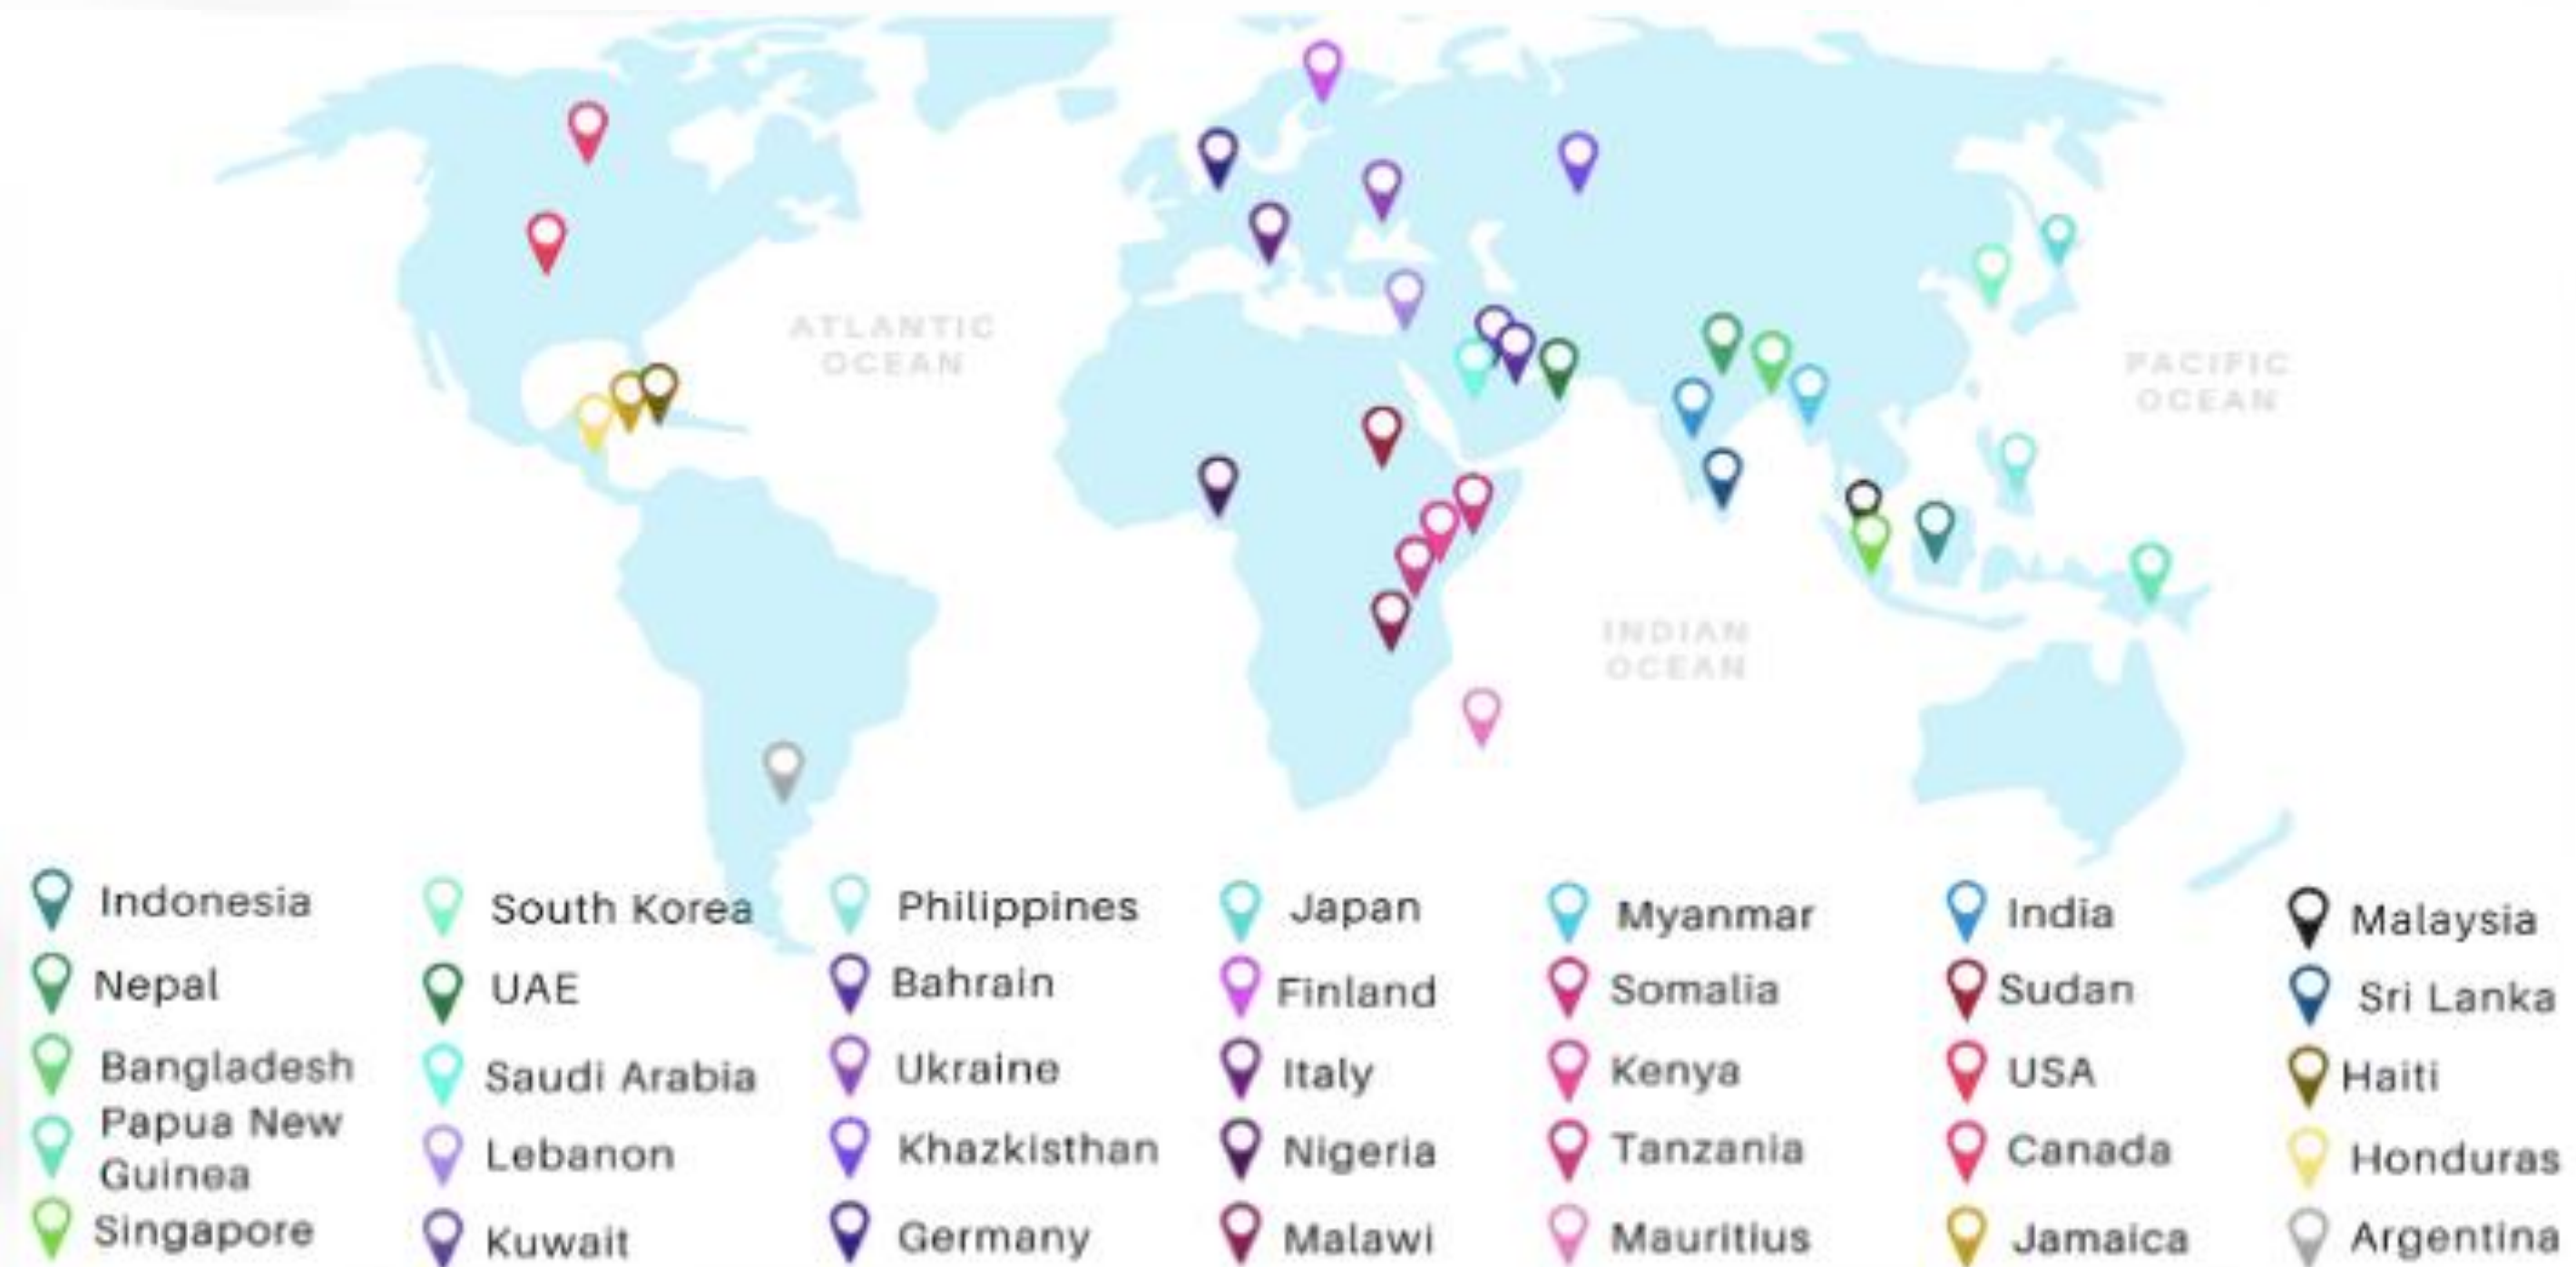 ATLANTIC
OCEAN
PACIFIC
OCEAN
INDIAN
OCEAN
Indonesia
Nepal
Bangladesh
Papua New
Guinea
Singapore
South Korea
UAE
Saudi Arabia
Lebanon
Kuwait
Philippines
Bahrain
Ukraine
Khazkisthan
Germany
Japan
Finland
Italy
Nigeria
Malawi
Myanmar
Somalia
Kenya
Tanzania
Mauritius
India
Sudan
USA
Canada
Jamaica
Malaysia
Sri Lanka
Haiti
Honduras
Argentina